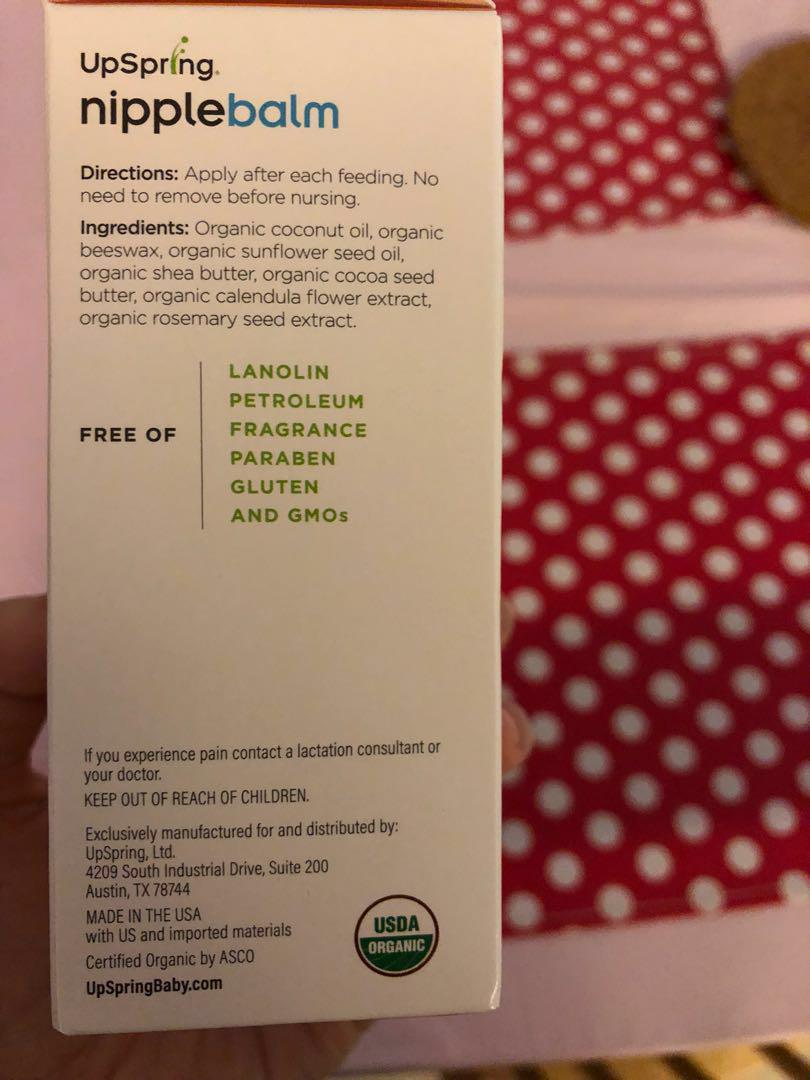 UpSpring.
nipplebalm
Directions: Apply after each feeding. No
need to remove before nursing.
Ingredients: Organic coconut oil, organic
beeswax, organic sunflower seed oil,
organic shea butter, organic cocoa seed
butter, organic calendula flower extract,
organic rosemary seed extract.
FREE OF
LANOLIN
PETROLEUM
FRAGRANCE
PARABEN
GLUTEN
AND GMOs
If you experience pain contact a lactation consultant or
your doctor.
KEEP OUT OF REACH OF CHILDREN.
Exclusively manufactured for and distributed by:
UpSpring, Ltd.
4209 South Industrial Drive, Suite 200
Austin, TX 78744
MADE IN THE USA
with US and imported materials
Certified Organic by ASCO
UpSpringBaby.com
USDA
ORGANIC